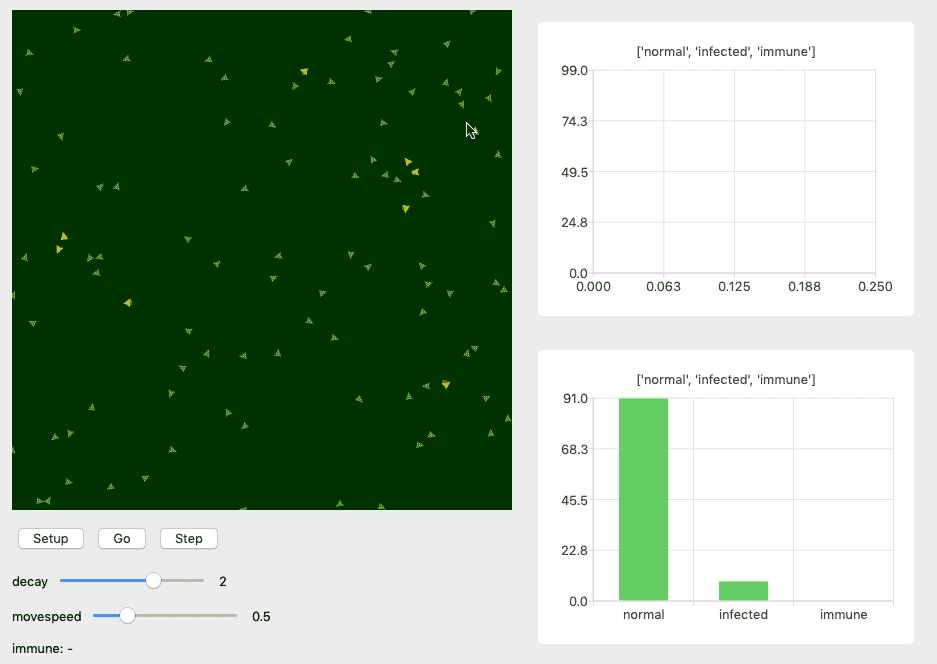 ['normal', 'infected', 'immune']
99.0
74.3
49.5
24.8
0.0
0.000 0.063 0.125 0.188 0.250
['normal', 'infected', 'immune']
91.0
68.3
45.5
22.8
0.0
normal infected immune
Setup Go Step
decay 2
movespeed 0.5
immune: -